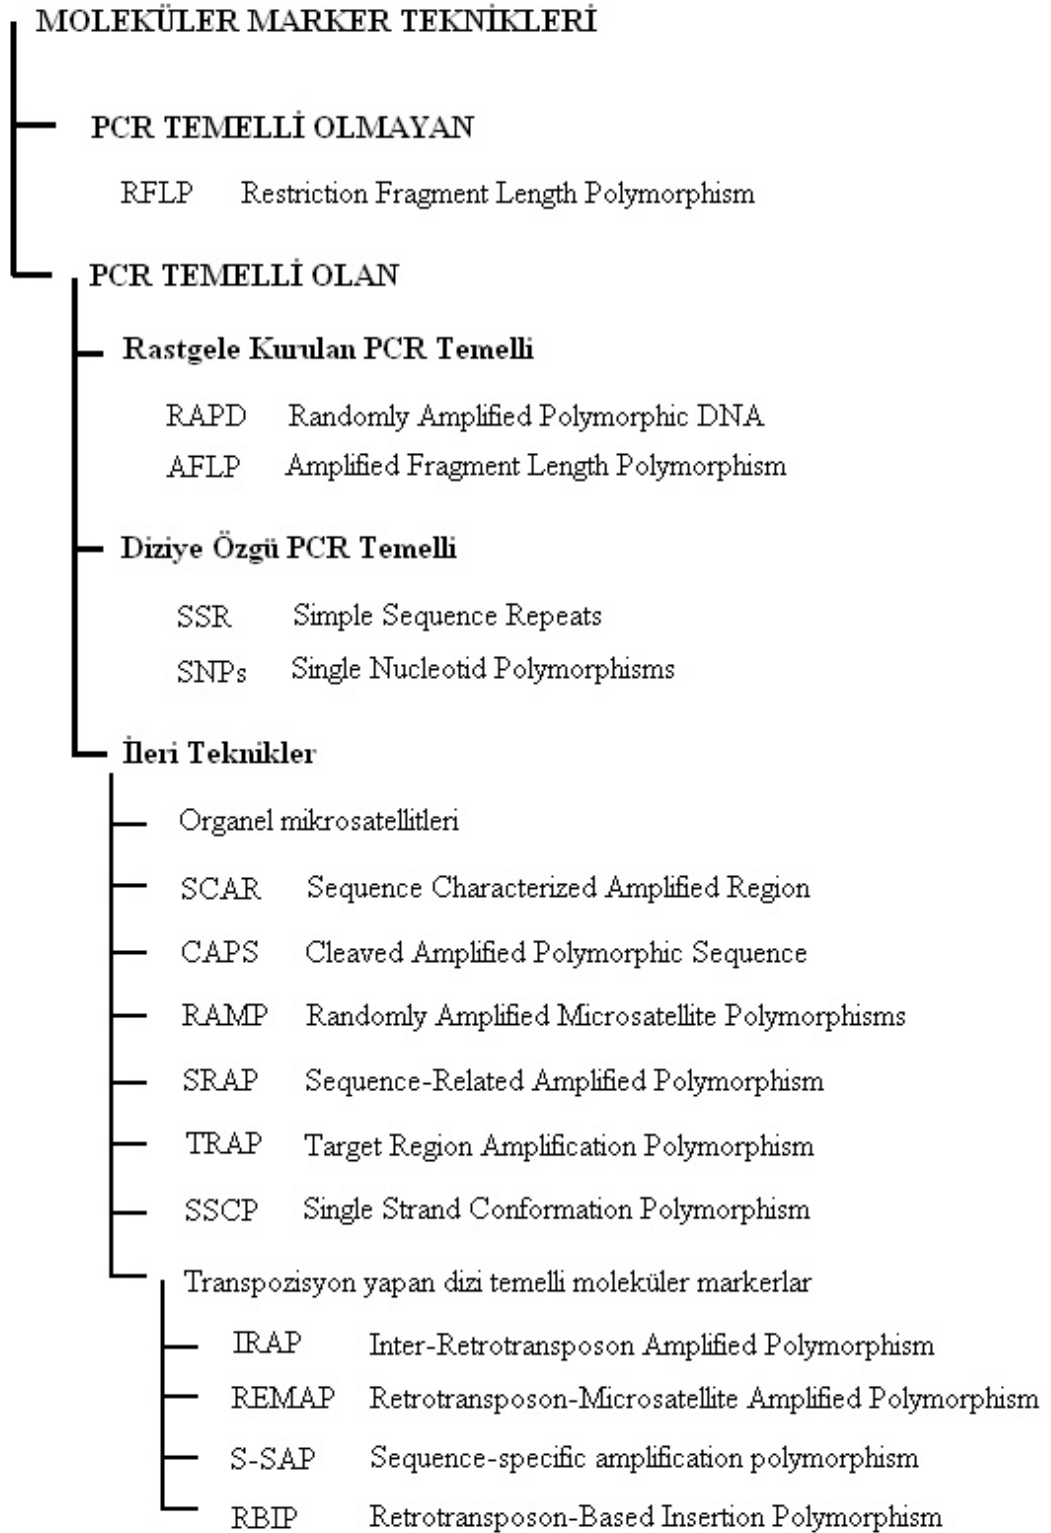 MOLEKÜLER MARKER TEKNİKLERİ
PCR TEMELLİ OLMAYAN
RFLP Restriction Fragment Length Polymorphism
PCR TEMELLİ OLAN
Rastgele Kurulan PCR Temelli
RAPD Randomly Amplified Polymorphic DNA
AFLP Amplified Fragment Length Polymorphism
Diziye Özgü PCR Temelli
SSR Simple Sequence Repeats
SNPs Single Nucleotid Polymorphisms
İleri Teknikler
Organel mikrosatellitleri
SCAR Sequence Characterized Amplified Region
CAPS Cleaved Amplified Polymorphic Sequence
RAMP Randomly Amplified Microsatellite Polymorphisms
SRAP Sequence-Related Amplified Polymorphism
TRAP Target Region Amplification Polymorphism
SSCP Single Strand Conformation Polymorphism
Transpozisyon yapan dizi temelli moleküler markerlar
IRAP Inter-Retrotransposon Amplified Polymorphism
REMAP Retrotransposon-Microsatellite Amplified Polymorphism
S-SAP Sequence-specific amplification polymorphism
RBIP Retrotransposon-Based Insertion Polymorphism